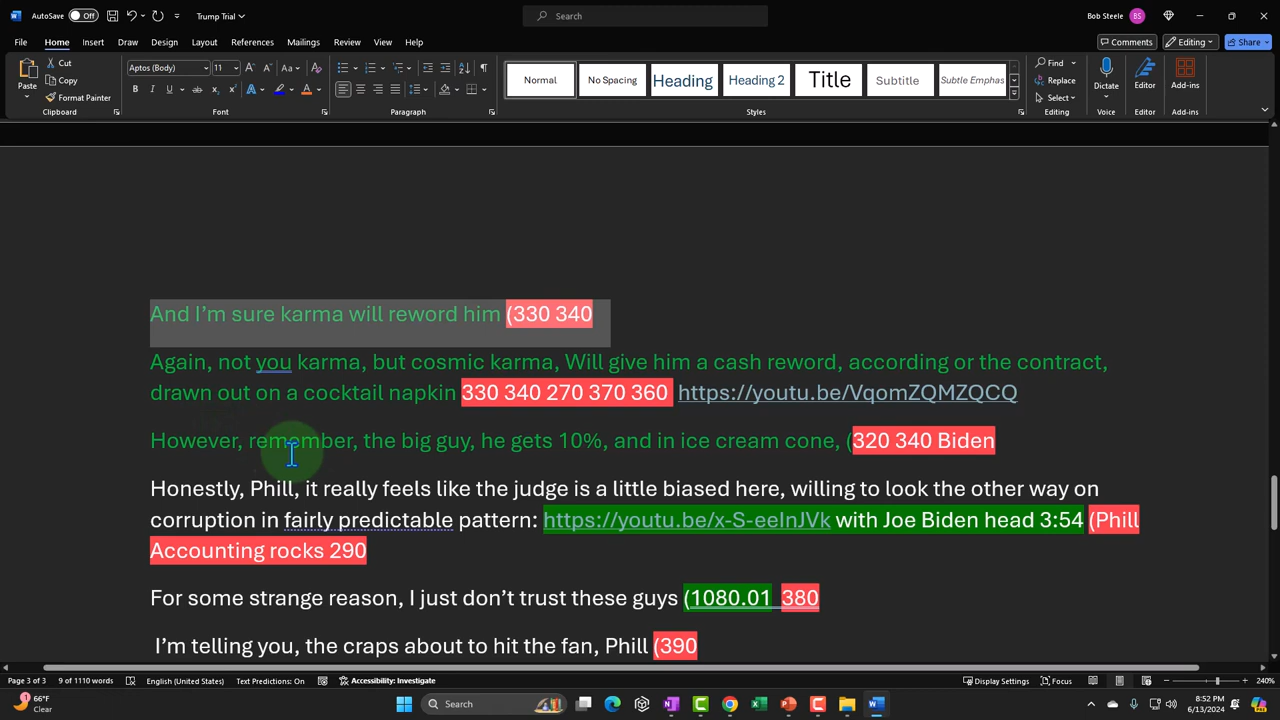 AutoSave Off Trump Trial Search Bob Steele BS
File Home Insert Draw Design Layout References Mailings Review View Help Comments Editing Share
Paste Cut Copy Format Painter
Aptos (Body) 11 Aa
Normal No Spacing Heading Heading 2 Title Subtitle Subtle Emphas
Find Replace Select Dictate Editor Add-ins
Clipboard Font Paragraph Styles Editing Voice Editor Add-ins
And I'm sure karma will reword him (330 340
Again, not you karma, but cosmic karma, Will give him a cash reword, according or the contract,
drawn out on a cocktail napkin 330 340 270 370 360 https://youtu.be/VqomZQMZQCQ
However, remember, the big guy, he gets 10%, and in ice cream cone, (320 340 Biden
Honestly, Phill, it really feels like the judge is a little biased here, willing to look the other way on
corruption in fairly predictable pattern: https://youtu.be/x-S-eeInJVk with Joe Biden head 3:54 (Phill
Accounting rocks 290
For some strange reason, I just don't trust these guys (1080.01 380
I'm telling you, the craps about to hit the fan, Phill (390
Page 3 of 3 9 of 1110 words English (United States) Text Predictions: On Accessibility: Investigate Display Settings Focus 240%
66°F
Clear
Search
8:52 PM
6/13/2024